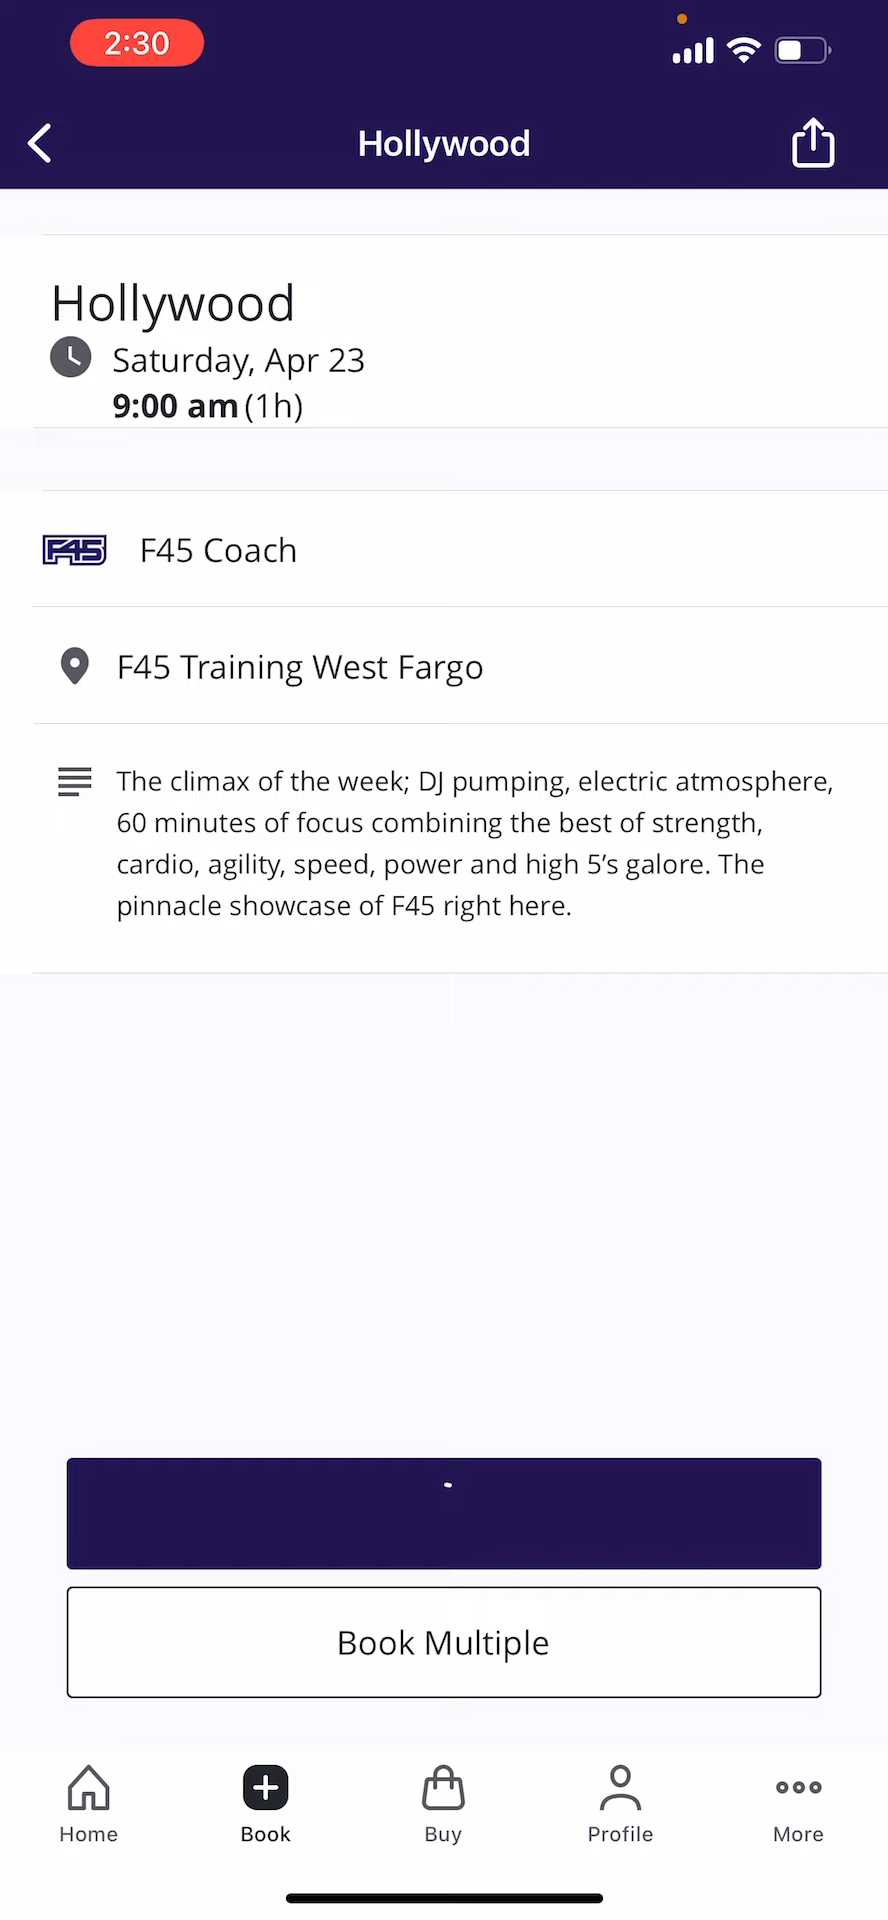 2:30
Hollywood
Hollywood
Saturday, Apr 23
9:00 am (1h)
F45
F45 Coach
F45 Training West Fargo
The climax of the week; DJ pumping, electric atmosphere,
60 minutes of focus combining the best of strength,
cardio, agility, speed, power and high 5’s galore. The
pinnacle showcase of F45 right here.
Book Multiple
Home
Book
Buy
Profile
More